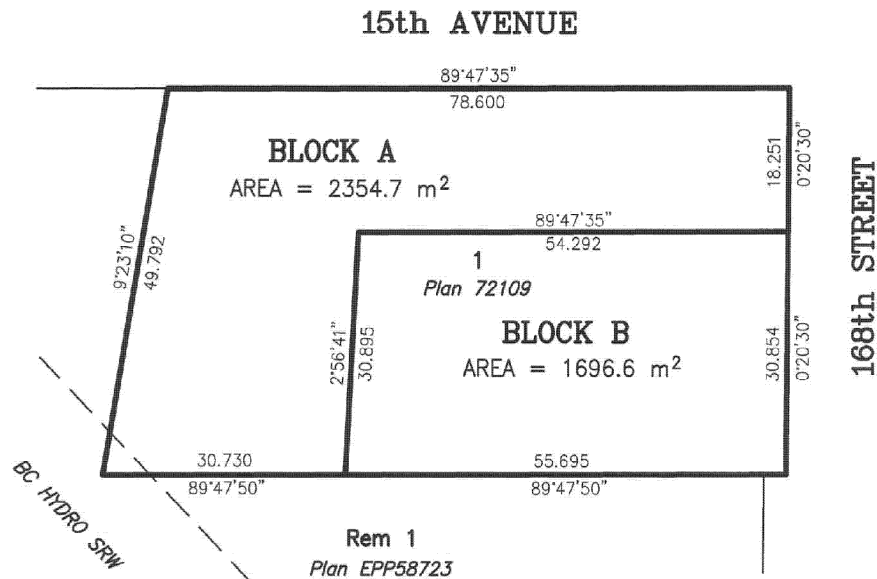 15th AVENUE
89°47'35"
78.600
BLOCK A
AREA = 2354.7 m²
18.251
0°20'30"
168th STREET
9°23'10"
49.792
89°47'35"
54.292
1
Plan 72109
BLOCK B
AREA = 1696.6 m²
2°56'41"
30.895
30.854
0°20'30"
30.730
89°47'50"
55.695
89°47'50"
BC HYDRO SRW
Rem 1
Plan EPP58723